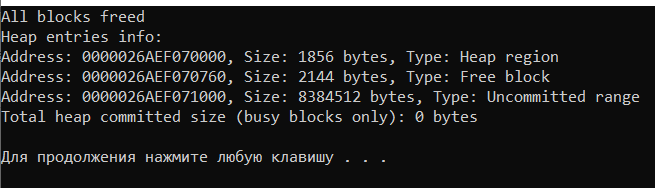 All blocks freed
Heap entries info:
Address: 0000026AEF070000, Size: 1856 bytes, Type: Heap region
Address: 0000026AEF070760, Size: 2144 bytes, Type: Free block
Address: 0000026AEF071000, Size: 8384512 bytes, Type: Uncommitted range
Total heap committed size (busy blocks only): 0 bytes
Для продолжения нажмите любую клавишу . . .